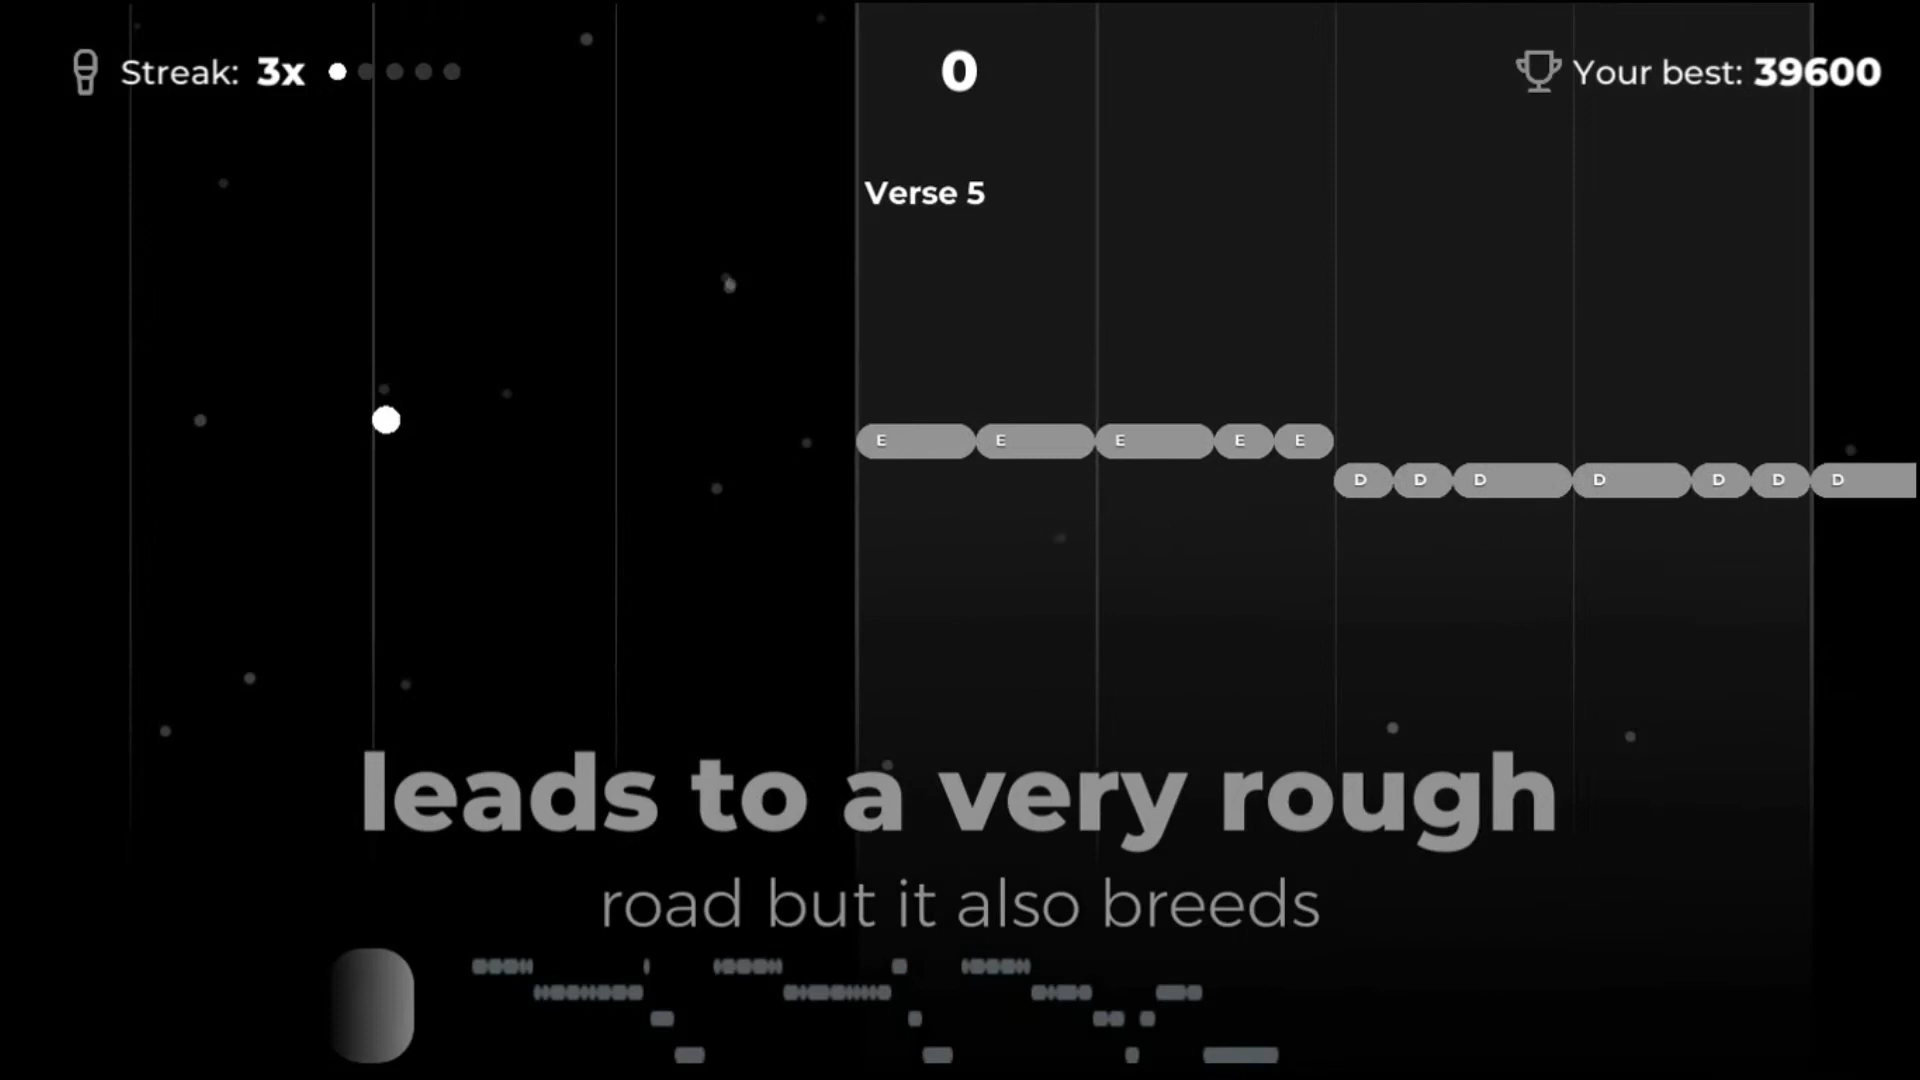 Streak: 3x
0
Your best: 39600
Verse 5
E E E E E
D D D D D D D
leads to a very rough
road but it also breeds